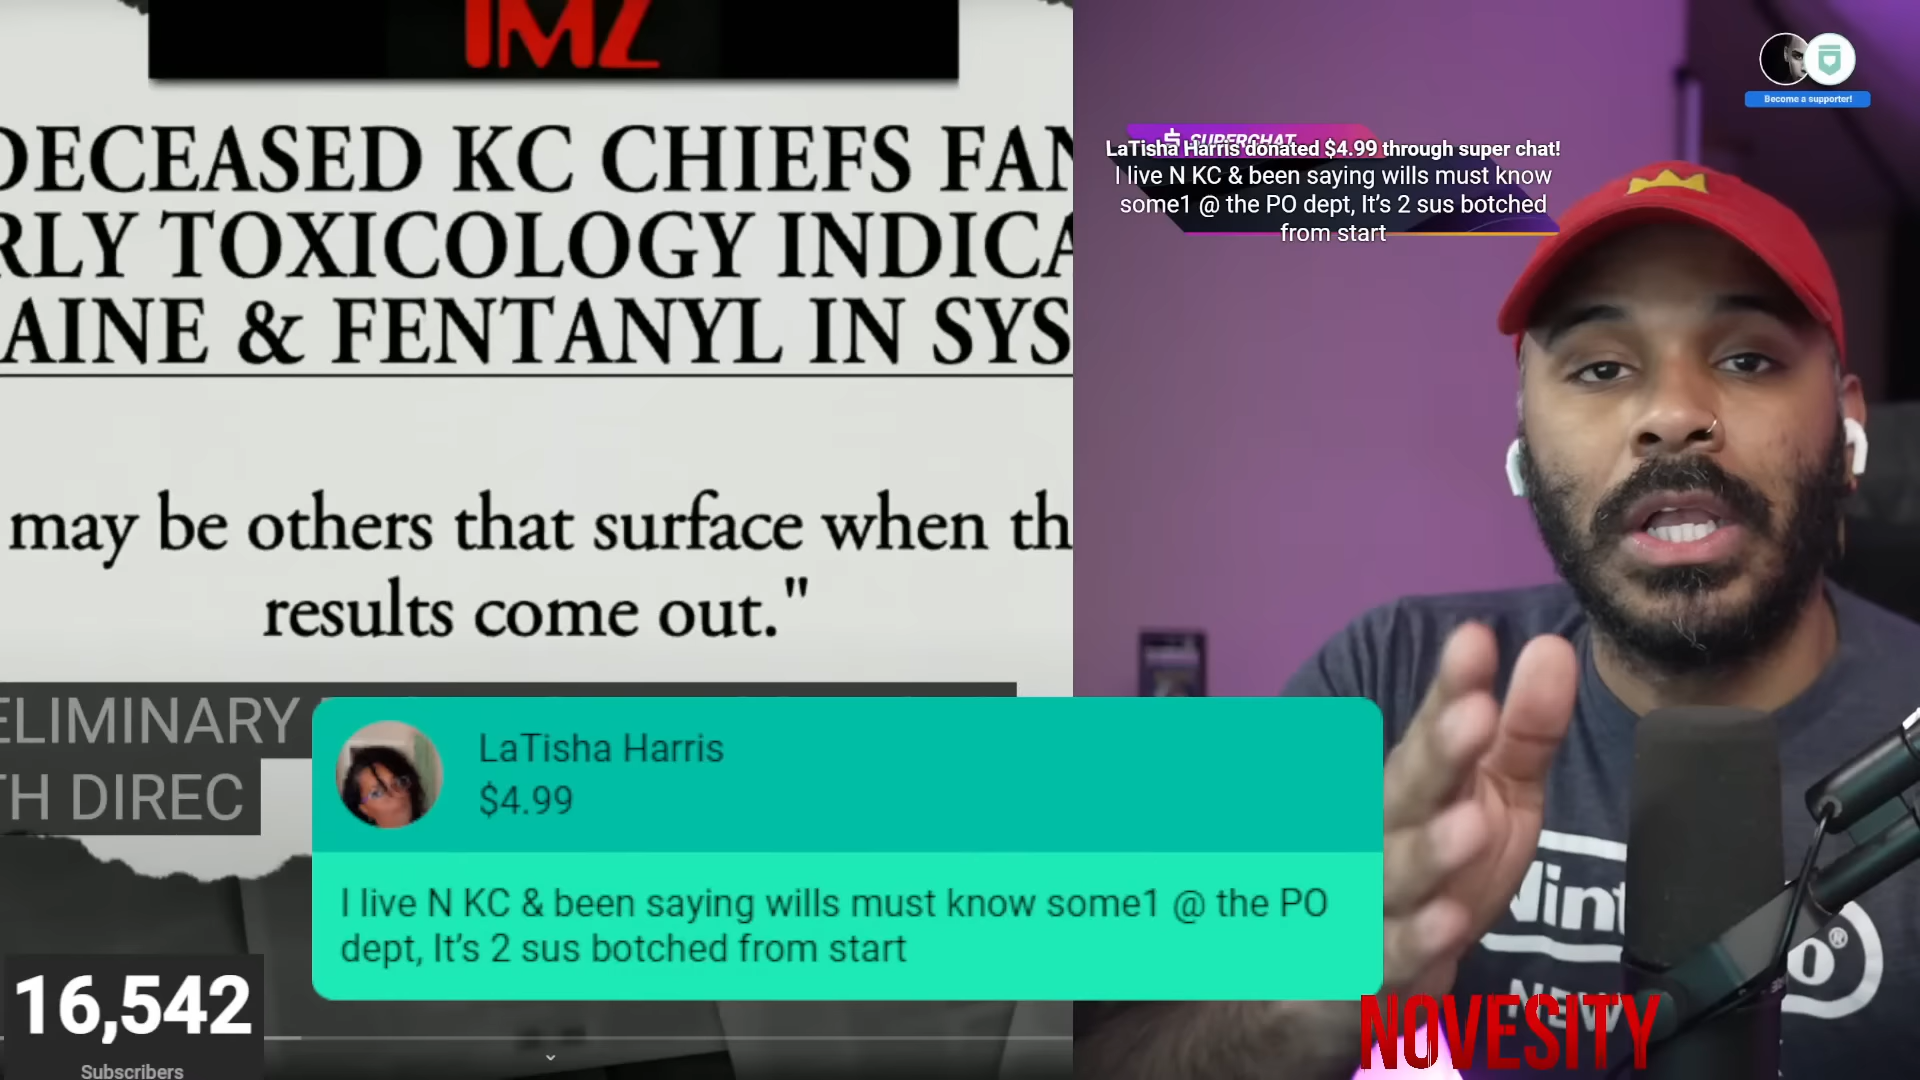 TMZ
DECEASED KC CHIEFS FAN
RLY TOXICOLOGY INDICA
AINE & FENTANYL IN SYS
may be others that surface when th
results come out."
ELIMINARY
TH DIREC
Become a supporter!
SUPERCHAT
LaTisha Harris donated $4.99 through super chat!
I live N KC & been saying wills must know
some1 @ the PO dept, It’s 2 sus botched
from start
LaTisha Harris
$4.99
I live N KC & been saying wills must know some1 @ the PO
dept, It’s 2 sus botched from start
16,542
Subscribers
NEW
NOVESITY